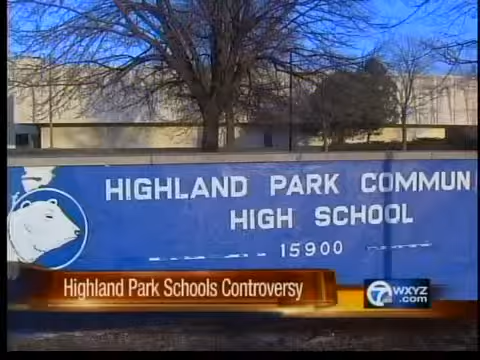 HIGHLAND PARK COMMUN
HIGH SCHOOL
15900
Highland Park Schools Controversy
7 WXYZ
.com